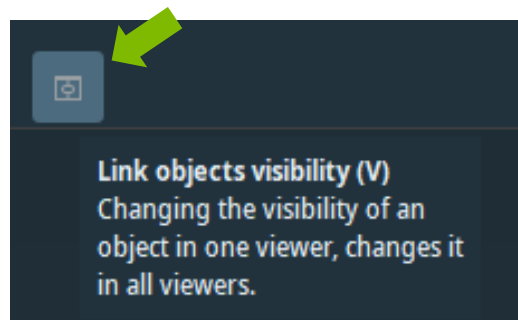 Link objects visibility (V)
Changing the visibility of an
object in one viewer, changes it
in all viewers.